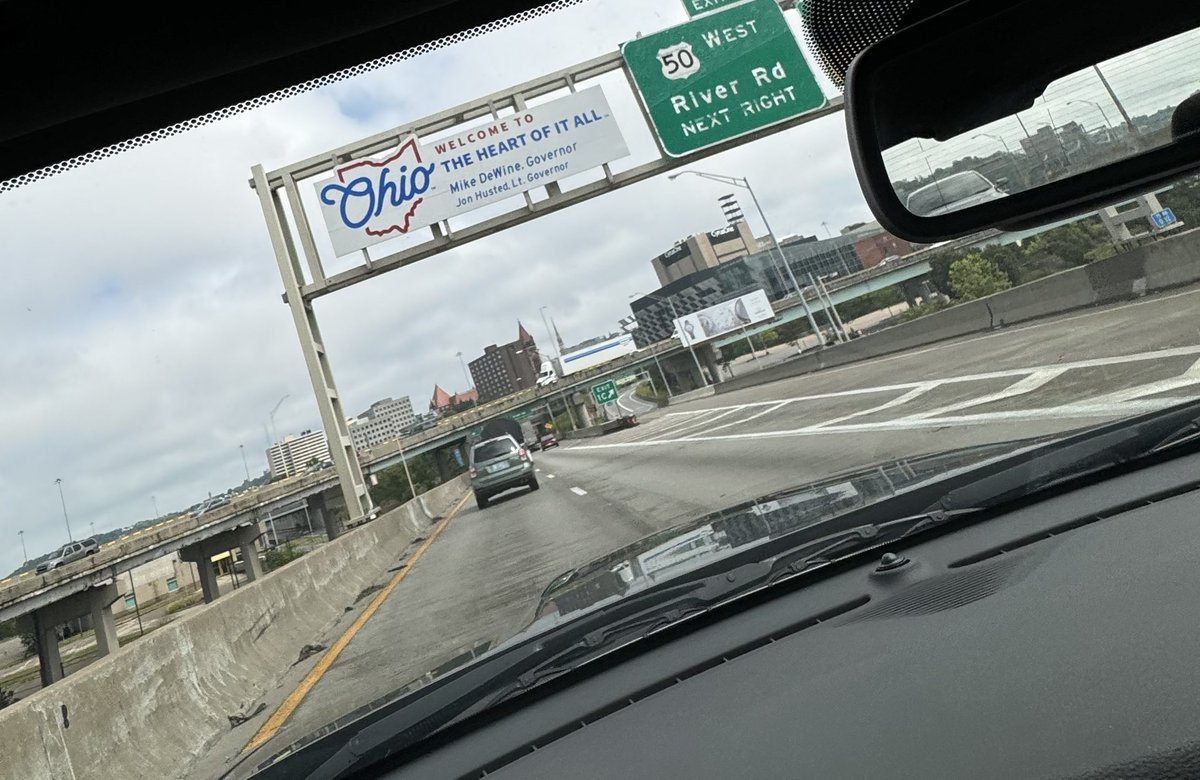 WELCOME TO
Ohio
THE HEART OF IT ALL
Mike DeWine, Governor
Jon Husted, Lt. Governor
50 WEST
River Rd
NEXT RIGHT
EXIT
1C